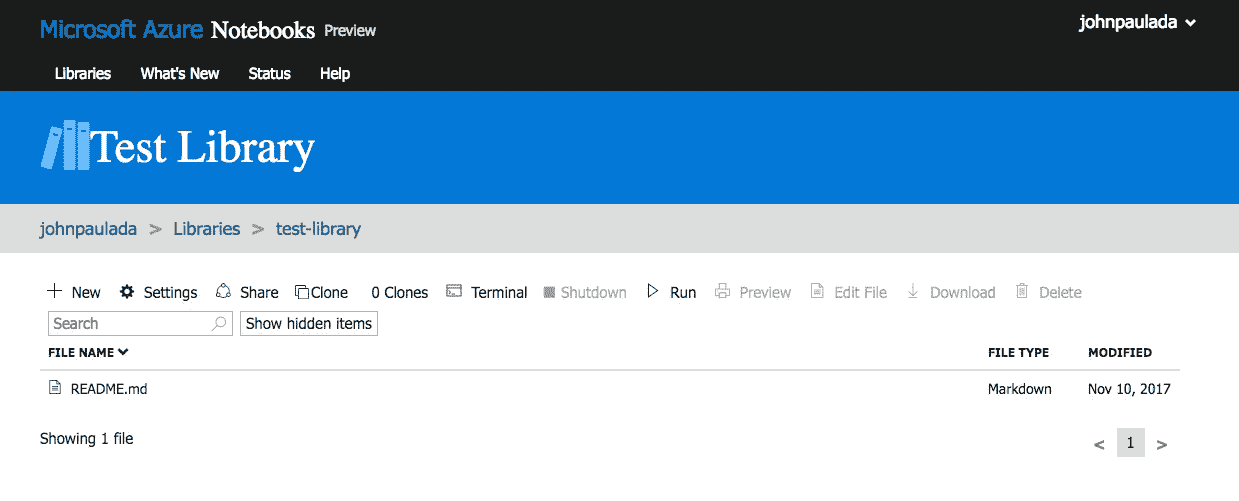 Microsoft Azure Notebooks Preview
johnpaulada
Libraries What's New Status Help
Test Library
johnpaulada > Libraries > test-library
New Settings Share Clone 0 Clones Terminal Shutdown Run Preview Edit File Download Delete
Search Show hidden items
FILE NAME FILE TYPE MODIFIED
README.md Markdown Nov 10, 2017
Showing 1 file < 1 >